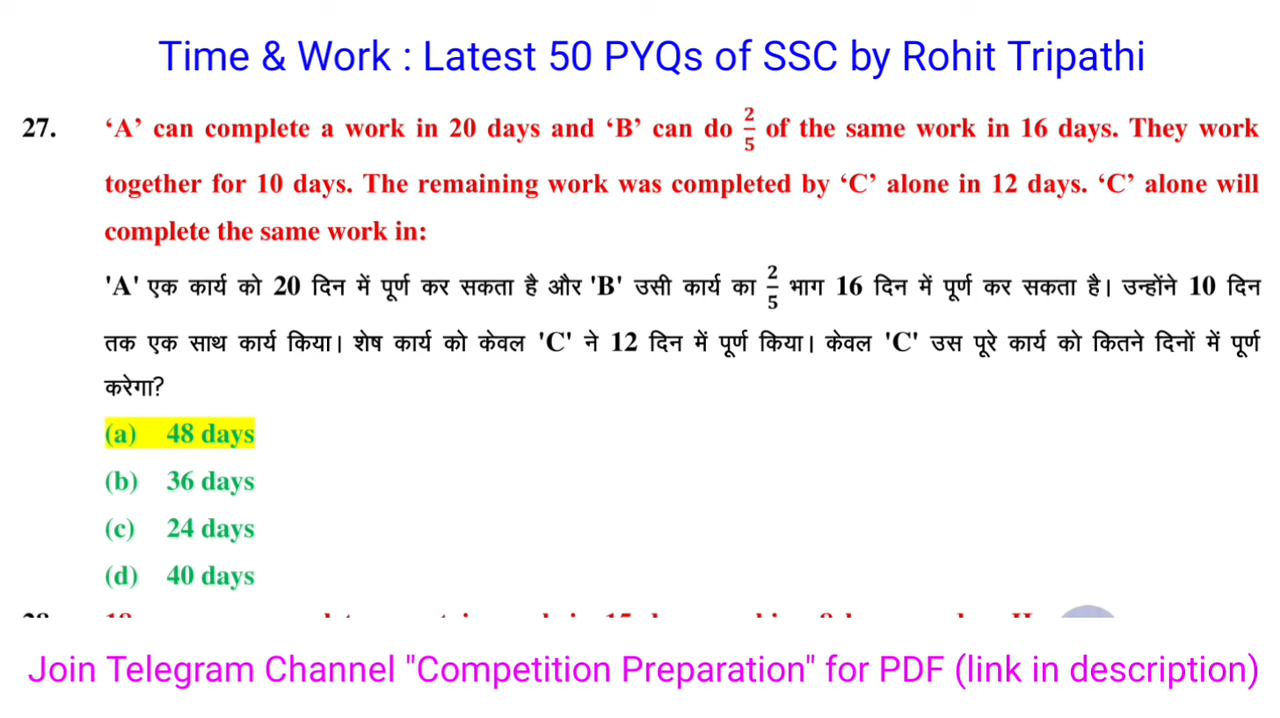 Time & Work : Latest 50 PYQs of SSC by Rohit Tripathi
27. ‘A’ can complete a work in 20 days and ‘B’ can do 2/5 of the same work in 16 days. They work
together for 10 days. The remaining work was completed by ‘C’ alone in 12 days. ‘C’ alone will
complete the same work in:
'A' एक कार्य को 20 दिन में पूर्ण कर सकता है और 'B' उसी कार्य का 2/5 भाग 16 दिन में पूर्ण कर सकता है। उन्होंने 10 दिन
तक एक साथ कार्य किया। शेष कार्य को केवल 'C' ने 12 दिन में पूर्ण किया। केवल 'C' उस पूरे कार्य को कितने दिनों में पूर्ण
करेगा?
(a) 48 days
(b) 36 days
(c) 24 days
(d) 40 days
Join Telegram Channel "Competition Preparation" for PDF (link in description)